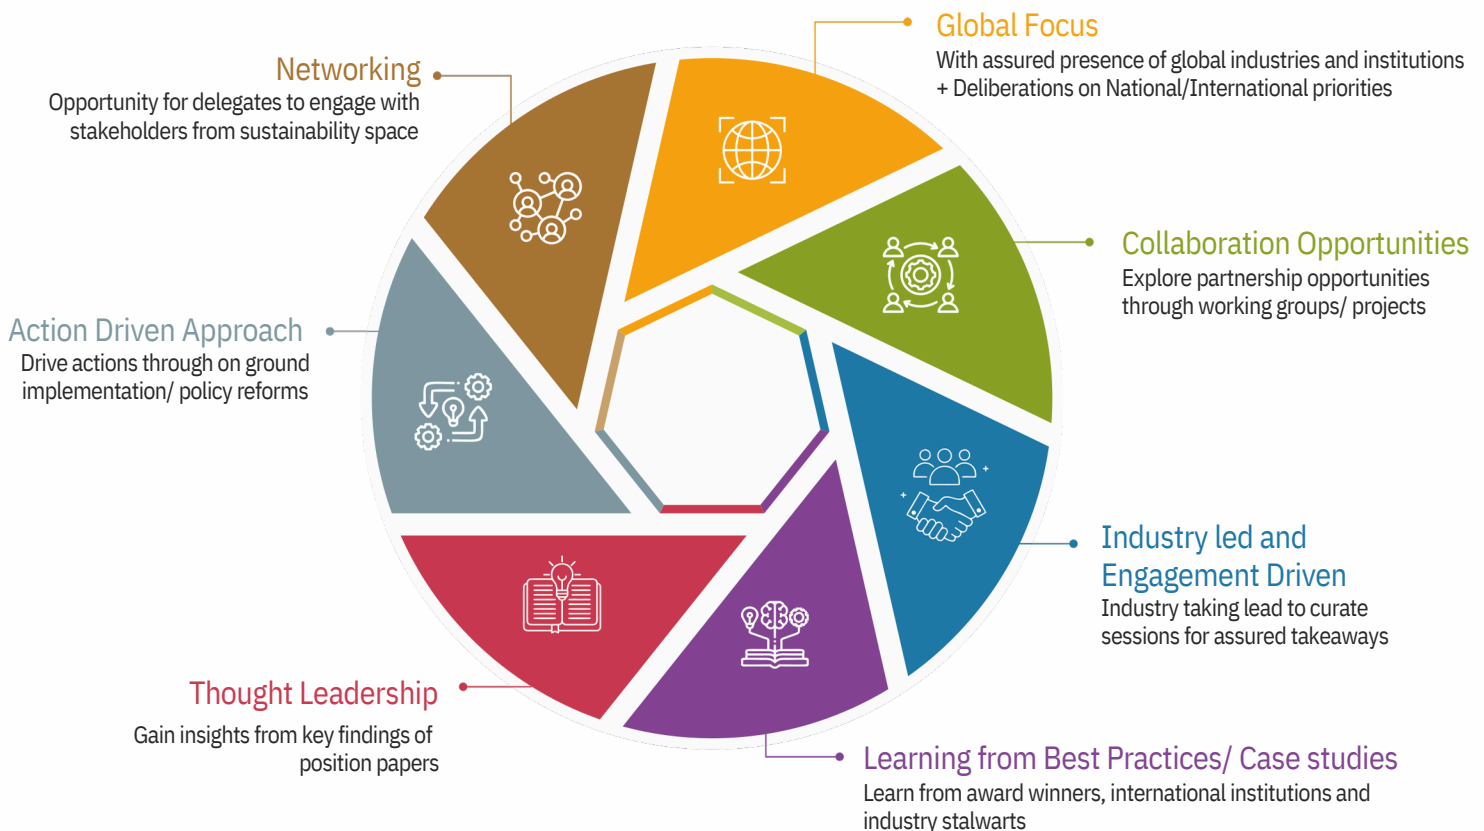 Global Focus
With assured presence of global industries and institutions
+ Deliberations on National/International priorities
Networking
Opportunity for delegates to engage with
stakeholders from sustainability space
Collaboration Opportunities
Explore partnership opportunities
through working groups/ projects
Action Driven Approach
Drive actions through on ground
implementation/ policy reforms
Industry led and
Engagement Driven
Industry taking lead to curate
sessions for assured takeaways
Thought Leadership
Gain insights from key findings of
position papers
Learning from Best Practices/ Case studies
Learn from award winners, international institutions and
industry stalwarts